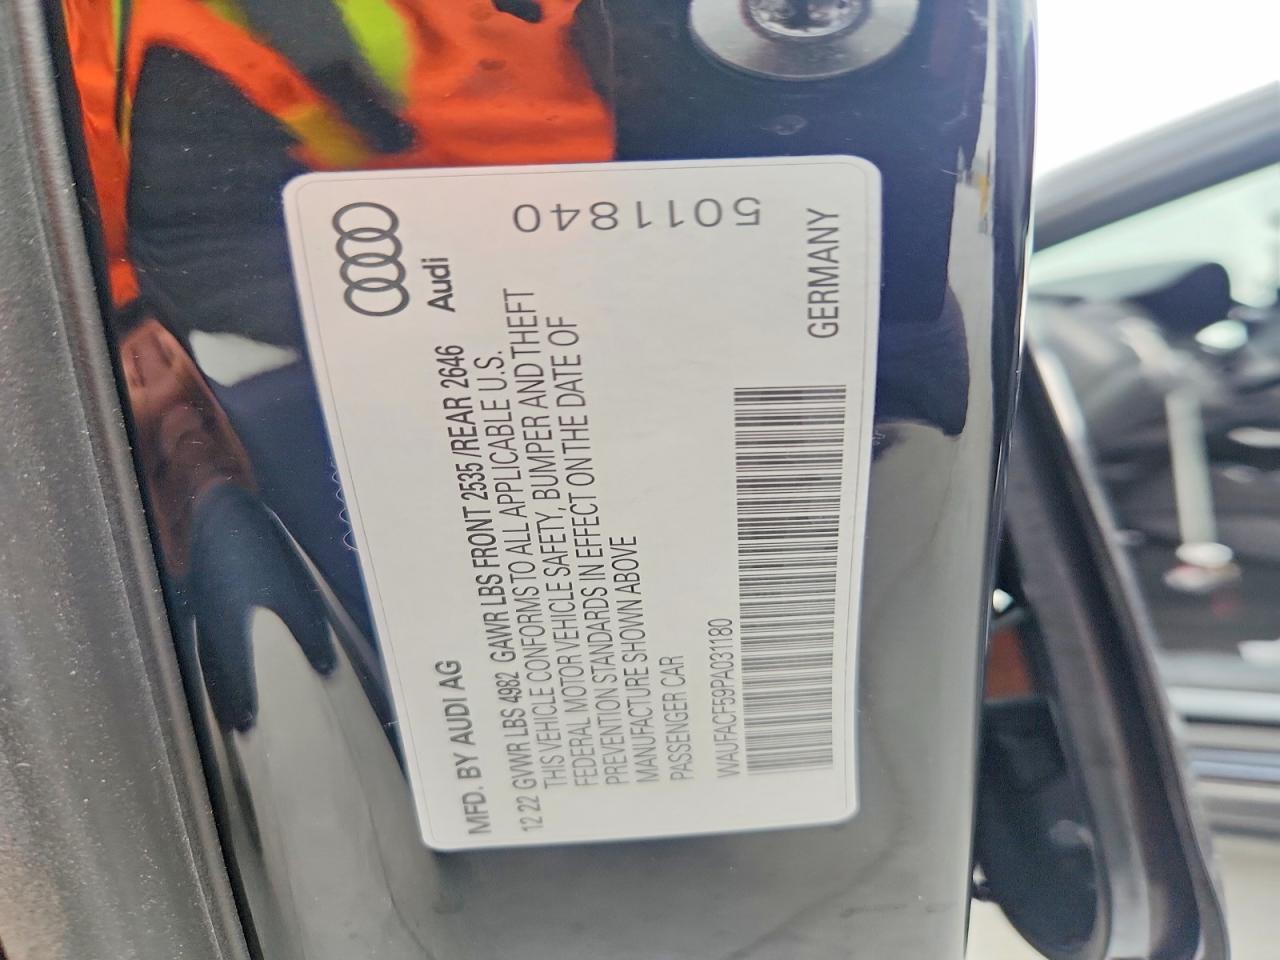 MFD. BY AUDI AG
Audi
12 22 GVWR LBS 4982 GAWR LBS FRONT 2535 /REAR 2646
THIS VEHICLE CONFORMS TO ALL APPLICABLE U.S.
FEDERAL MOTOR VEHICLE SAFETY, BUMPER AND THEFT
PREVENTION STANDARDS IN EFFECT ON THE DATE OF
MANUFACTURE SHOWN ABOVE
PASSENGER CAR
WAUFACF59PA031180
GERMANY
5011840